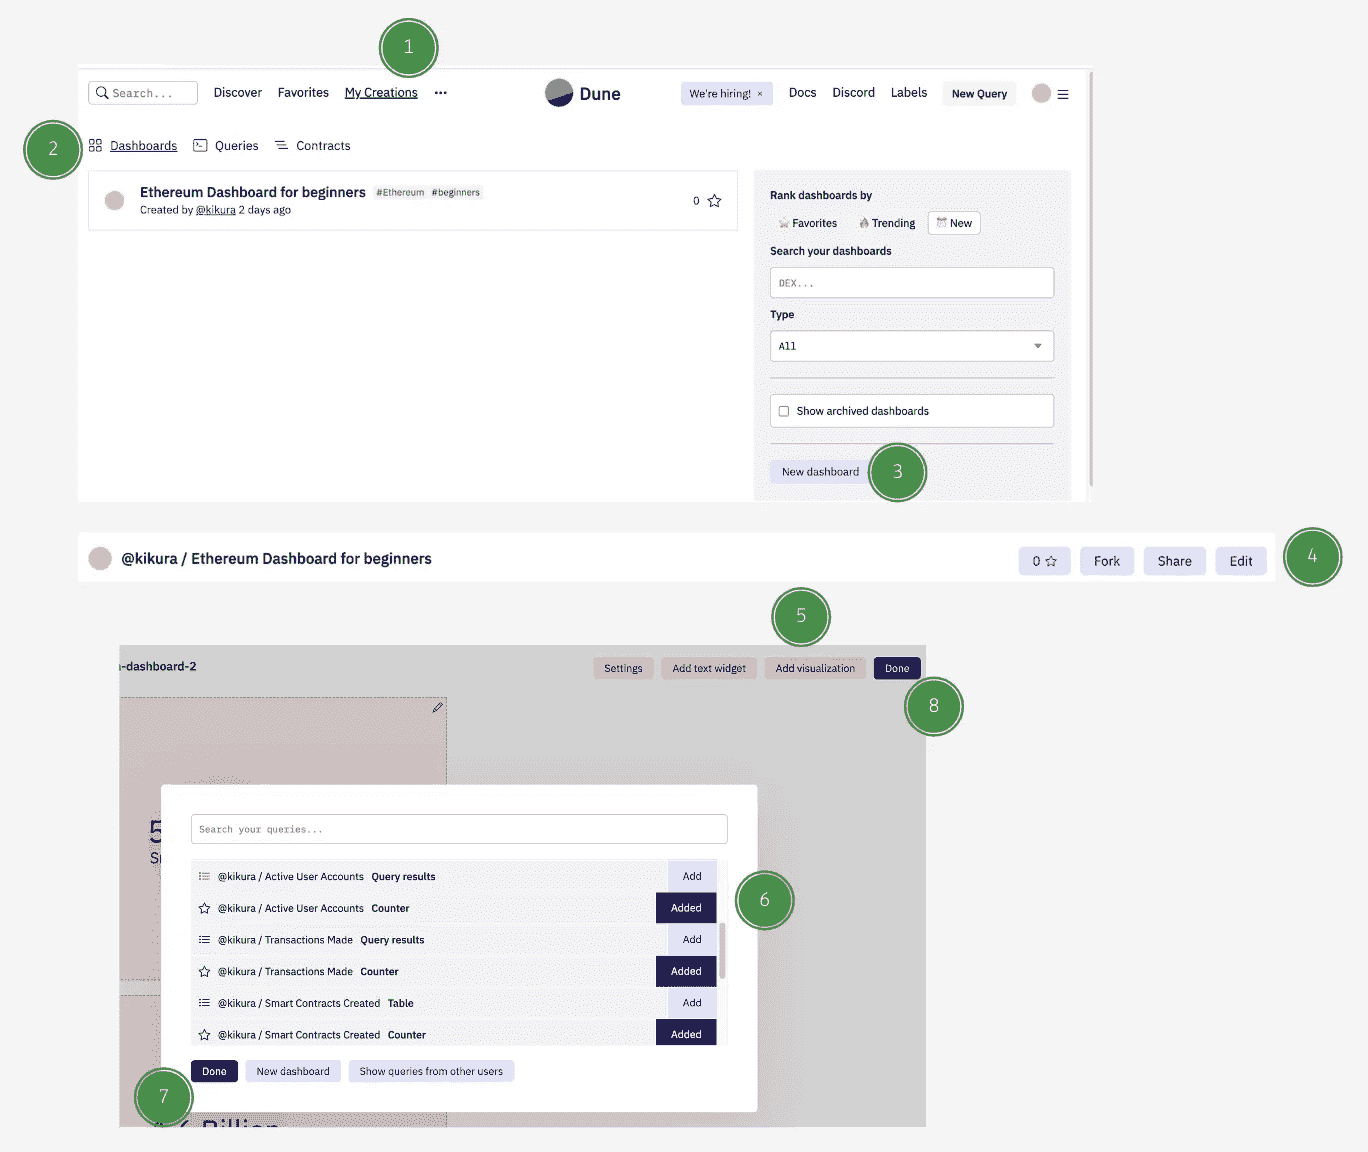 1
Search... Discover Favorites My Creations ••• Dune We're hiring! × Docs Discord Labels New Query
2 Dashboards Queries Contracts
Ethereum Dashboard for beginners #Ethereum #beginners
Created by @kikura 2 days ago
0
Rank dashboards by
Favorites Trending New
Search your dashboards
DEX...
Type
All
Show archived dashboards
New dashboard 3
@kikura / Ethereum Dashboard for beginners 0 Fork Share Edit 4
5
-dashboard-2 Settings Add text widget Add visualization Done
8
5
Search your queries...
@kikura / Active User Accounts Query results Add
@kikura / Active User Accounts Counter Added
6
@kikura / Transactions Made Query results Add
@kikura / Transactions Made Counter Added
@kikura / Smart Contracts Created Table Add
@kikura / Smart Contracts Created Counter Added
Done New dashboard Show queries from other users
7
Billion